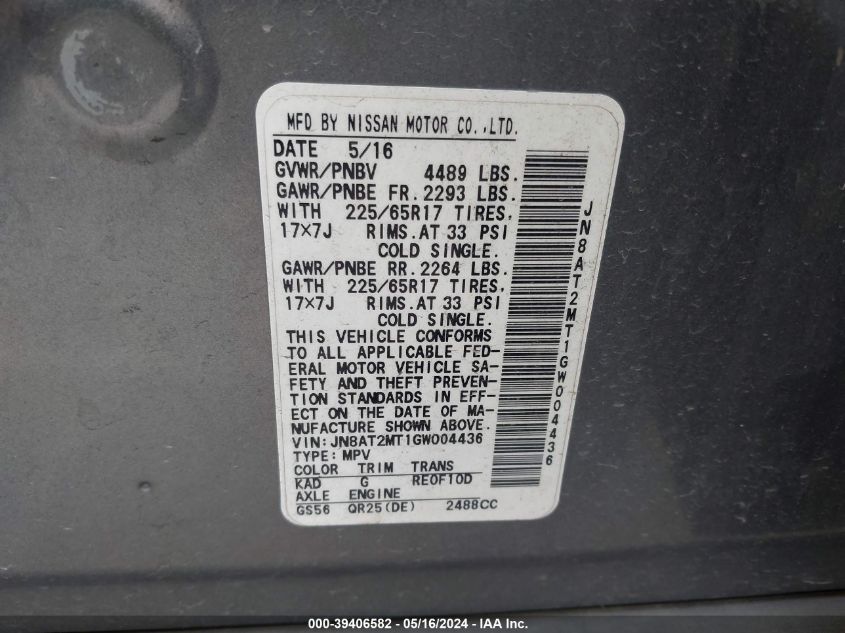 MFD BY NISSAN MOTOR CO.,LTD.
DATE 5/16
GVWR/PNBV 4489 LBS.
GAWR/PNBE FR. 2293 LBS.
WITH 225/65R17 TIRES.
17×7J RIMS.AT 33 PSI
COLD SINGLE.
GAWR/PNBE RR. 2264 LBS.
WITH 225/65R17 TIRES.
17×7J RIMS.AT 33 PSI
COLD SINGLE.
THIS VEHICLE CONFORMS
TO ALL APPLICABLE FED-
ERAL MOTOR VEHICLE SA-
FETY AND THEFT PREVEN-
TION STANDARDS IN EFF-
ECT ON THE DATE OF MA-
NUFACTURE SHOWN ABOVE.
VIN:JN8AT2MT1GW004436
TYPE:MPV
COLOR TRIM TRANS
KAD G RE0F10D
AXLE ENGINE
GS56 QR25(DE) 2488CC
JN8AT2MT1GW004436
000-39406582 - 05/16/2024 - IAA Inc.